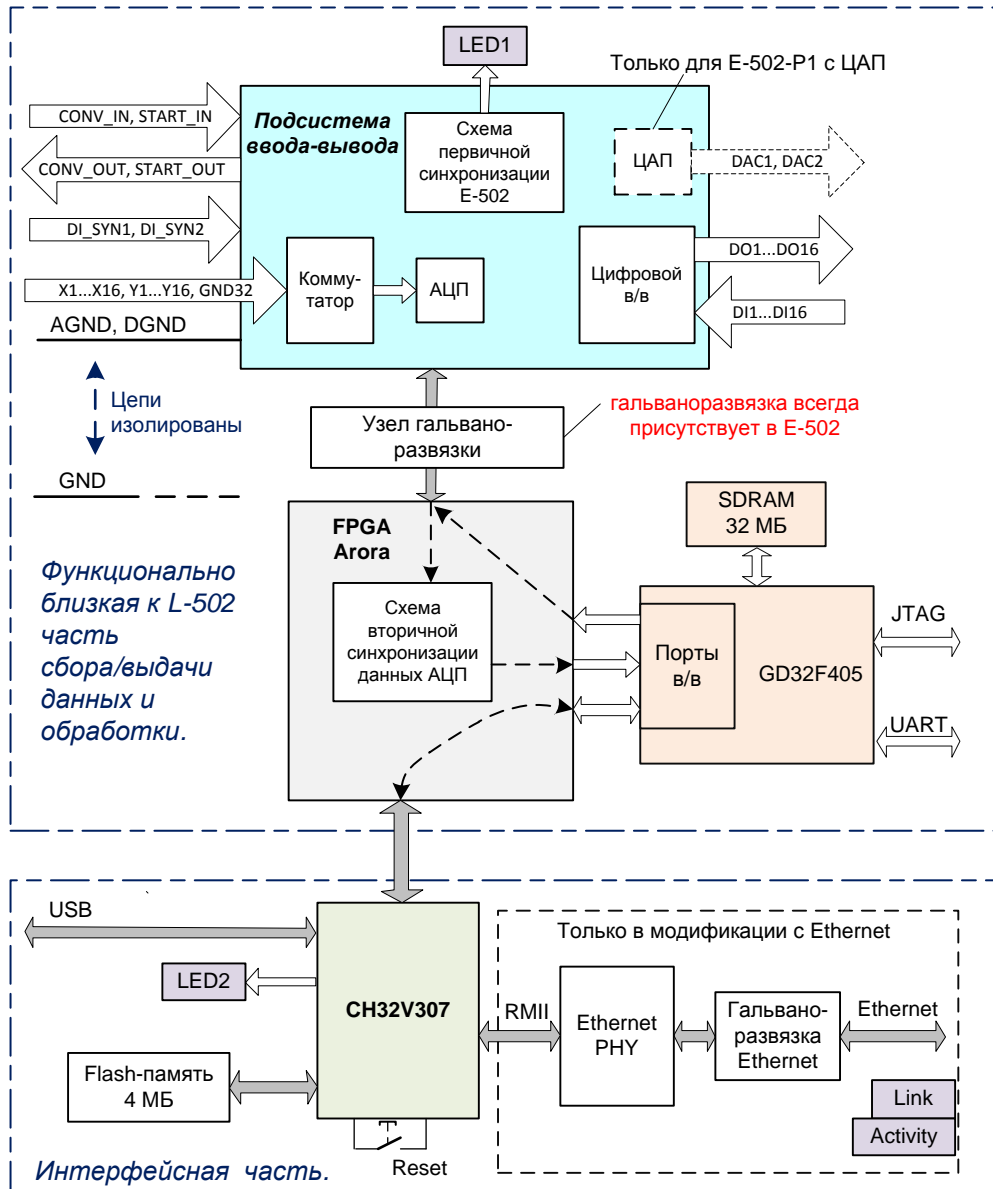 LED1
Только для E-502-P1 с ЦАП
CONV_IN, START_IN
Подсистема
ввода-вывода
Схема
первичной
синхронизации
E-502
ЦАП
DAC1, DAC2
CONV_OUT, START_OUT
DI_SYN1, DI_SYN2
DO1...DO16
Комму-
татор
АЦП
Цифровой
в/в
X1...X16, Y1...Y16, GND32
DI1...DI16
AGND, DGND
Цепи
изолированы
Узел гальвано-
развязки
гальваноразвязка всегда
присутствует в E-502
GND
FPGA
Arora
SDRAM
32 МБ
Функционально
близкая к L-502
часть
сбора/выдачи
данных и
обработки.
Схема
вторичной
синхронизации
данных АЦП
Порты
в/в
GD32F405
JTAG
UART
USB
Только в модификации с Ethernet
LED2
CH32V307
RMII
Ethernet
PHY
Гальвано-
развязка
Ethernet
Ethernet
Flash-память
4 МБ
Link
Activity
Reset
Интерфейсная часть.